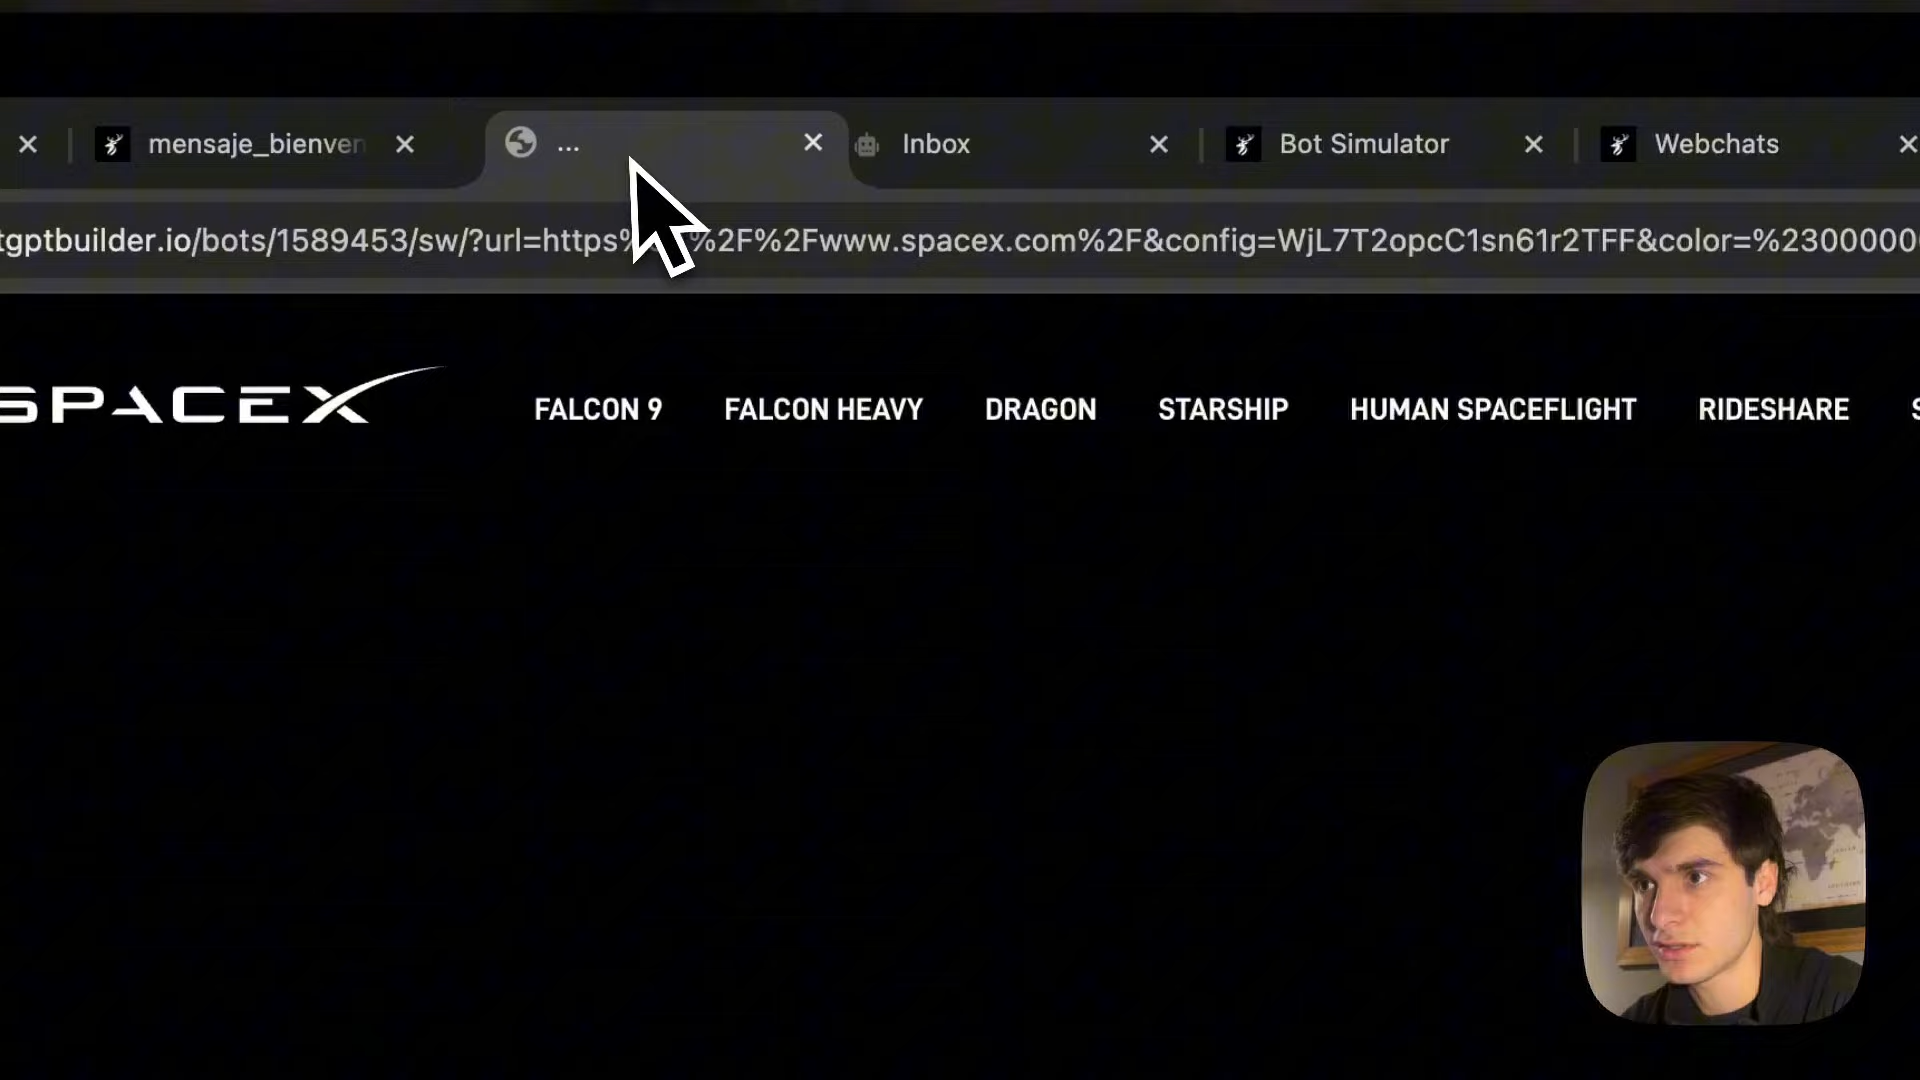 mensaje_bienven
...
Inbox
Bot Simulator
Webchats
tgptbuilder.io/bots/1589453/sw/?url=https% %2F%2Fwww.spacex.com%2F&config=WjL7T2opcC1sn61r2TFF&color=%2300000
SPACEX
FALCON 9
FALCON HEAVY
DRAGON
STARSHIP
HUMAN SPACEFLIGHT
RIDESHARE